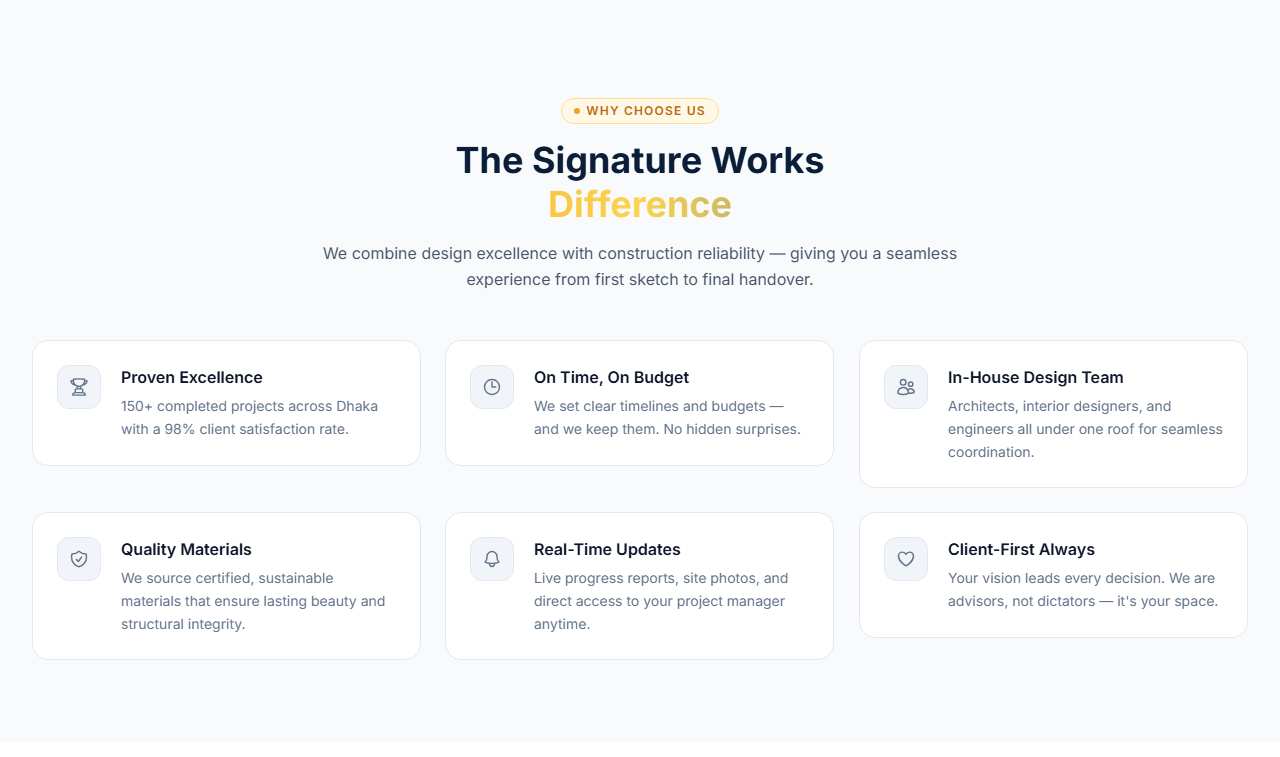 WHY CHOOSE US
The Signature Works
Difference
We combine design excellence with construction reliability — giving you a seamless
experience from first sketch to final handover.
Proven Excellence
150+ completed projects across Dhaka
with a 98% client satisfaction rate.
On Time, On Budget
We set clear timelines and budgets —
and we keep them. No hidden surprises.
In-House Design Team
Architects, interior designers, and
engineers all under one roof for seamless
coordination.
Quality Materials
We source certified, sustainable
materials that ensure lasting beauty and
structural integrity.
Real-Time Updates
Live progress reports, site photos, and
direct access to your project manager
anytime.
Client-First Always
Your vision leads every decision. We are
advisors, not dictators — it's your space.